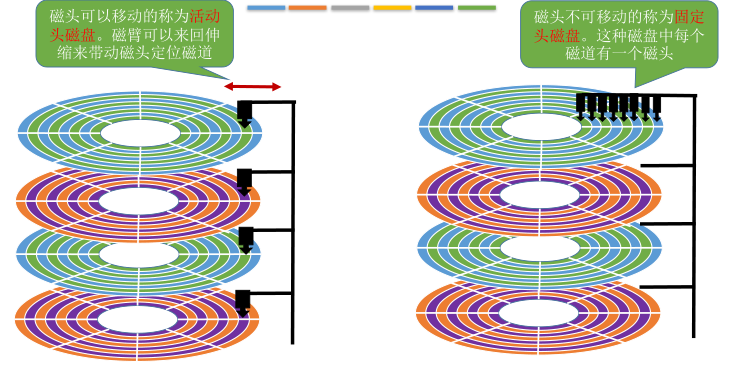 磁头可以移动的称为活动
头磁盘。磁臂可以来回伸
缩来带动磁头定位磁道
磁头不可移动的称为固定
头磁盘。这种磁盘中每个
磁道有一个磁头